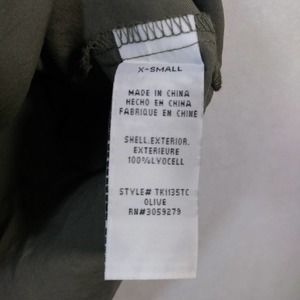 X-SMALL
MADE IN CHINA
HECHO EN CHINA
FABRIQUE EN CHINE
SHELL.EXTERIOR.
EXTERIEURE
100%LYOCELL
STYLE# TK1135TC
OLIVE
RN#3059279